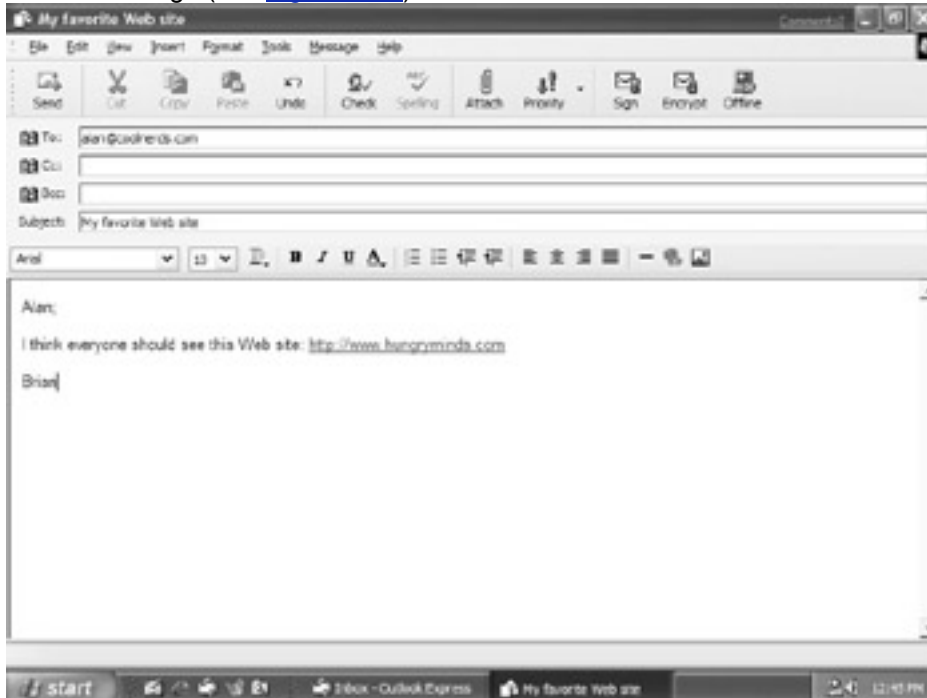 My favorite Web site
File Edit View Insert Format Tools Message Help
Send Cut Copy Paste Undo Check Spelling Attach Priority Sign Encrypt Offline
To: alan@coolnerds.com
Cc:
Bcc:
Subject: My favorite Web site
Arial 10 B I U A
Alan;
I think everyone should see this Web site: http://www.hungryminds.com
Brian
start Inbox - Outlook Express My favorite Web site 12:45 PM